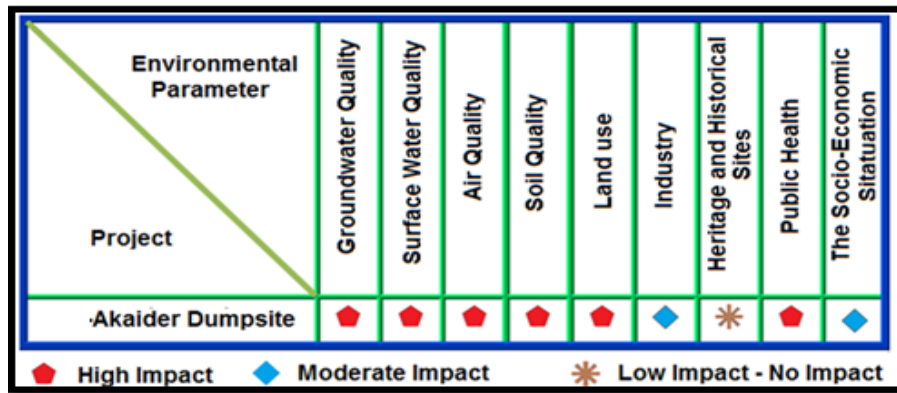 Environmental
Parameter
Project
Groundwater Quality
Surface Water Quality
Air Quality
Soil Quality
Land use
Industry
Heritage and Historical
Sites
Public Health
The Socio-Economic
Sitatuation
Akaider Dumpsite
High Impact
Moderate Impact
Low Impact - No Impact